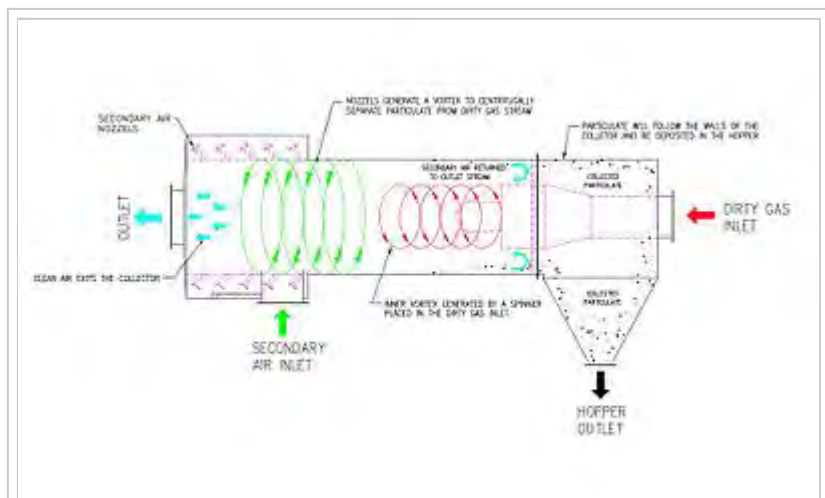 NOZZELS GENERATE A VORTEX TO CENTRIFUGALLY
SEPARATE PARTICULATE FROM DIRTY GAS STREAM
SECONDARY AIR
NOZZLES
PARTICULATE WILL FOLLOW THE WALLS OF THE
COLLETOR AND BE DEPOSITED IN THE HOPPER
SECONDARY AIR RETURNED
TO OUTLET STREAM
COLLECTED
PARTICULATE
OUTLET
DIRTY GAS
INLET
CLEAN AIR EXITS THE COLLECTOR
COLLECTED
PARTICULATE
INNER VORTEX GENERATED BY A SPINNER
PLACED IN THE DIRTY GAS INLET
SECONDARY
AIR INLET
HOPPER
OUTLET